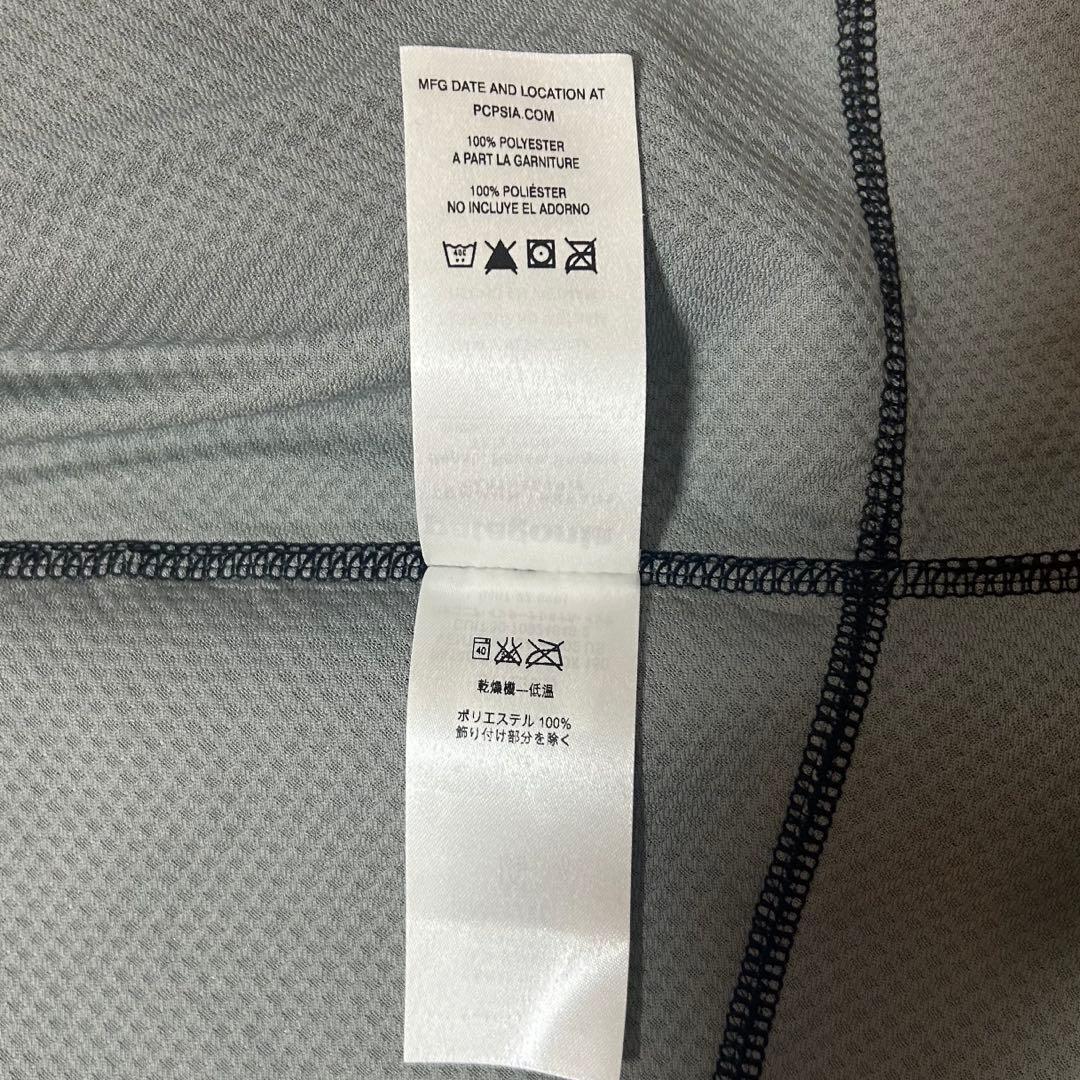 MFG DATE AND LOCATION AT
PCPSIA.COM
100% POLYESTER
A PART LA GARNITURE
100% POLIÉSTER
NO INCLUYE EL ADORNO
40C
40
乾燥機—低温
ポリエステル 100%
飾り付け部分を除く